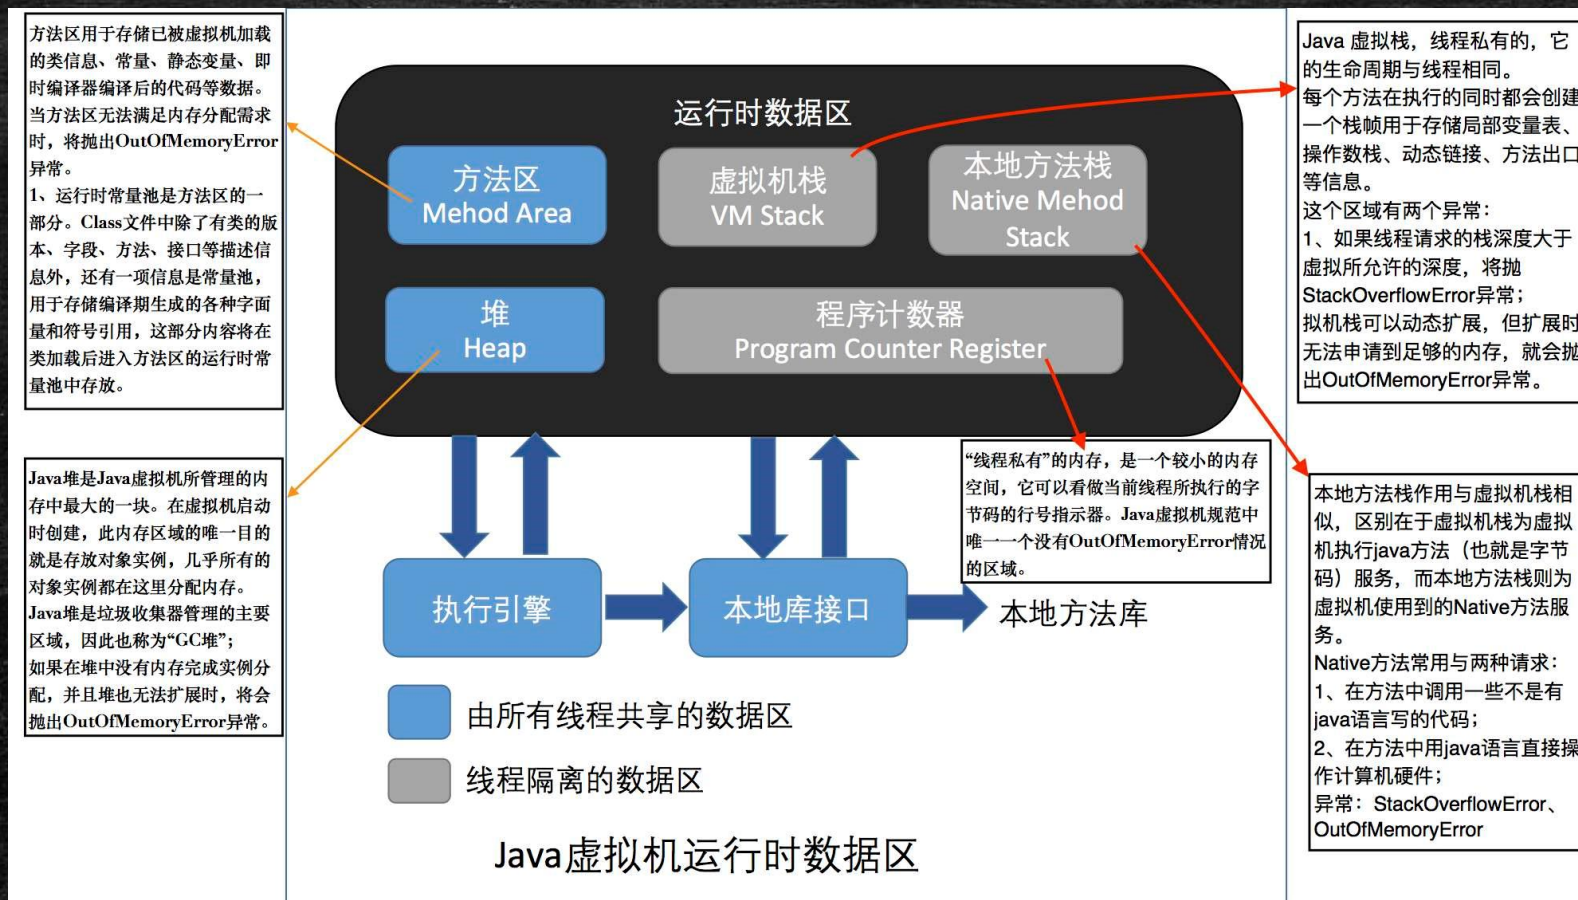 方法区用于存储已被虚拟机加载
的类信息、常量、静态变量、即
时编译器编译后的代码等数据。
当方法区无法满足内存分配需求
时，将抛出OutOfMemoryError
异常。
1、运行时常量池是方法区的一
部分。Class文件中除了有类的版
本、字段、方法、接口等描述信
息外，还有一项信息是常量池，
用于存储编译期生成的各种字面
量和符号引用，这部分内容将在
类加载后进入方法区的运行时常
量池中存放。
Java堆是Java虚拟机所管理的内
存中最大的一块。在虚拟机启动
时创建，此内存区域的唯一目的
就是存放对象实例，几乎所有的
对象实例都在这里分配内存。
Java堆是垃圾收集器管理的主要
区域，因此也称为“GC堆”；
如果在堆中没有内存完成实例分
配，并且堆也无法扩展时，将会
抛出OutOfMemoryError异常。
运行时数据区
方法区
Mehod Area
虚拟机栈
VM Stack
本地方法栈
Native Mehod
Stack
堆
Heap
程序计数器
Program Counter Register
“线程私有”的内存，是一个较小的内存
空间，它可以看做当前线程所执行的字
节码的行号指示器。Java虚拟机规范中
唯一一个没有OutOfMemoryError情况
的区域。
执行引擎
本地库接口
本地方法库
由所有线程共享的数据区
线程隔离的数据区
Java虚拟机运行时数据区
Java 虚拟栈，线程私有的，它
的生命周期与线程相同。
每个方法在执行的同时都会创建
一个栈帧用于存储局部变量表、
操作数栈、动态链接、方法出口
等信息。
这个区域有两个异常：
1、如果线程请求的栈深度大于
虚拟所允许的深度，将抛
StackOverflowError异常；
拟机栈可以动态扩展，但扩展时
无法申请到足够的内存，就会抛
出OutOfMemoryError异常。
本地方法栈作用与虚拟机栈相
似，区别在于虚拟机栈为虚拟
机执行java方法（也就是字节
码）服务，而本地方法栈则为
虚拟机使用到的Native方法服
务。
Native方法常用与两种请求：
1、在方法中调用一些不是有
java语言写的代码；
2、在方法中用java语言直接操
作计算机硬件；
异常：StackOverflowError、
OutOfMemoryError